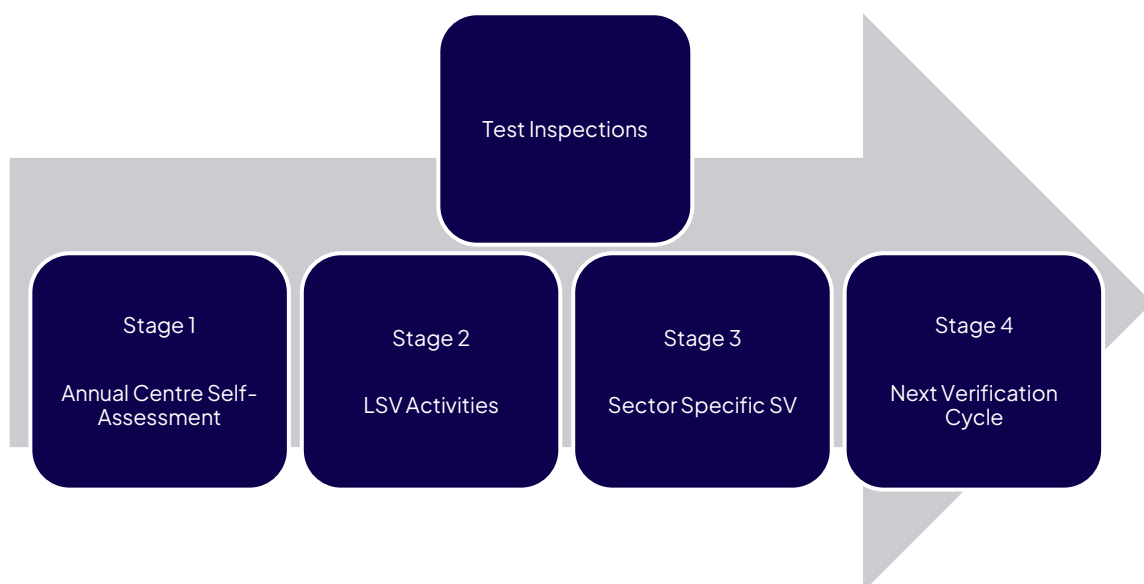 Test Inspections
Stage 1
Annual Centre Self-
Assessment
Stage 2
LSV Activities
Stage 3
Sector Specific SV
Stage 4
Next Verification
Cycle